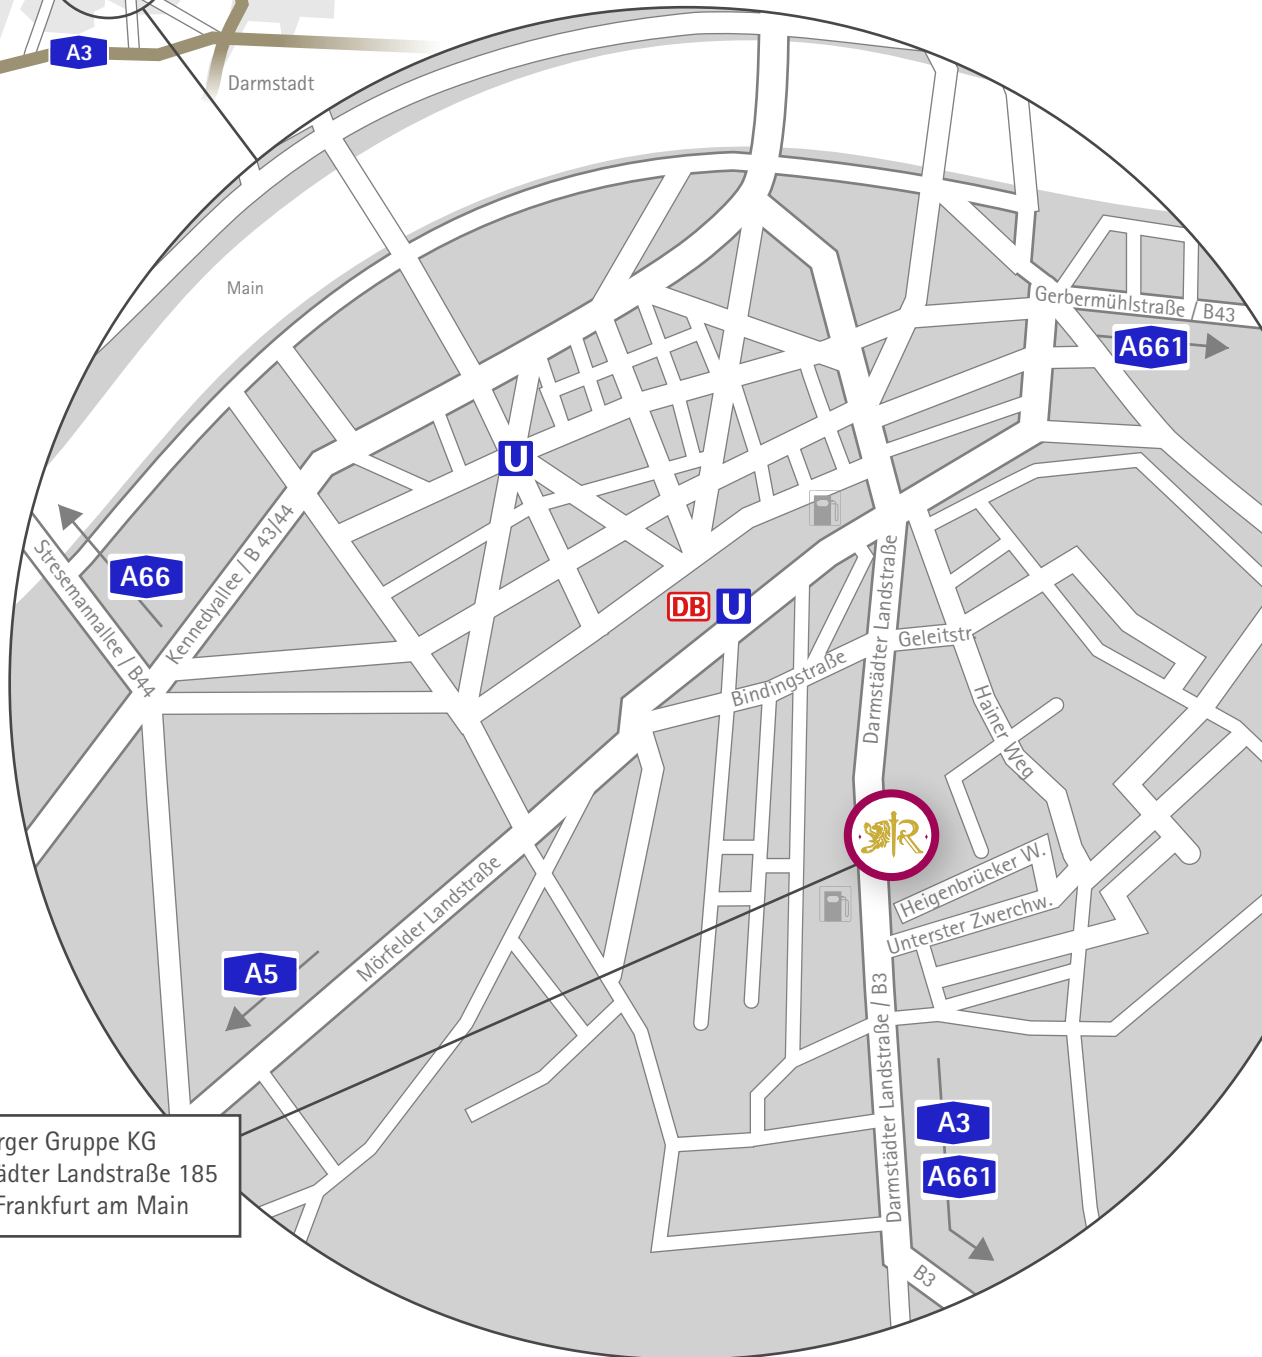 A3
Darmstadt
Main
Gerbermühlstraße / B43
A661
U
A66
Stresemannallee / B44
Kennedyallee / B 43/44
DB U
Darmstädter Landstraße
Geleitstr.
Bindingstraße
Hainer Weg
R
Heigenbrücker W.
Unterster Zwerchw.
Mörfelder Landstraße
A5
Darmstädter Landstraße / B3
A3
A661
B3
rger Gruppe KG
ädter Landstraße 185
Frankfurt am Main